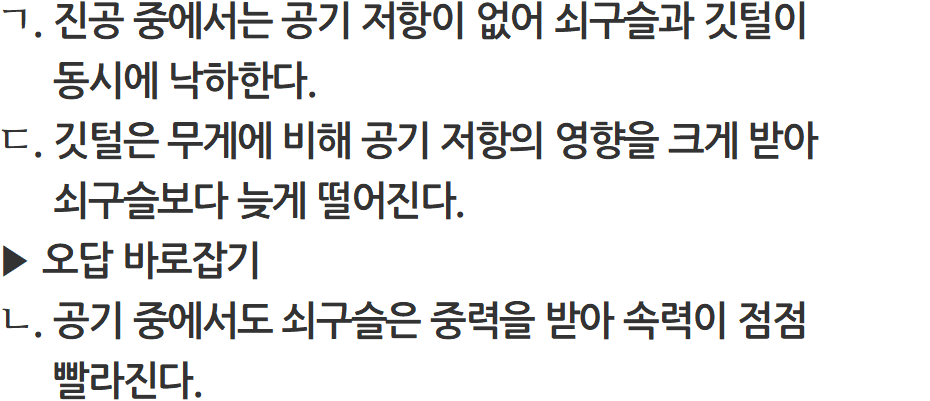 ㄱ. 진공 중에서는 공기 저항이 없어 쇠구슬과 깃털이
동시에 낙하한다.
ㄷ. 깃털은 무게에 비해 공기 저항의 영향을 크게 받아
쇠구슬보다 늦게 떨어진다.
▶ 오답 바로잡기
ㄴ. 공기 중에서도 쇠구슬은 중력을 받아 속력이 점점
빨라진다.